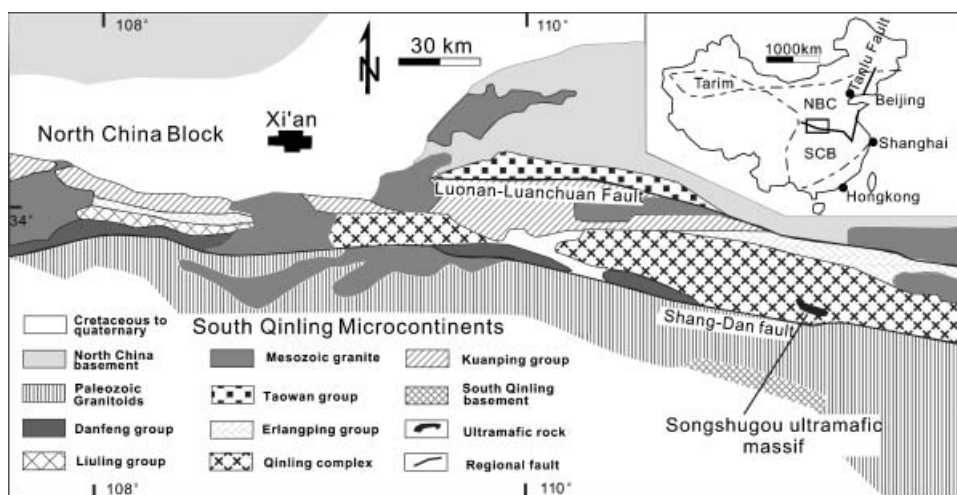 108°
110°
30 km
N
1000km
Tanlu Fault
Tarim
NBC
Beijing
Xi'an
North China Block
SCB
Shanghai
Hongkong
Luonan-Luanchuan Fault
34°
Shang-Dan fault
Cretaceous to
quaternary
South Qinling Microcontinents
North China
basement
Mesozoic granite
Kuanping group
Paleozoic
Granitoids
Taowan group
South Qinling
basement
Danfeng group
Erlangping group
Ultramafic rock
Songshugou ultramafic
massif
Liuling group
Qinling complex
Regional fault
108°
110°